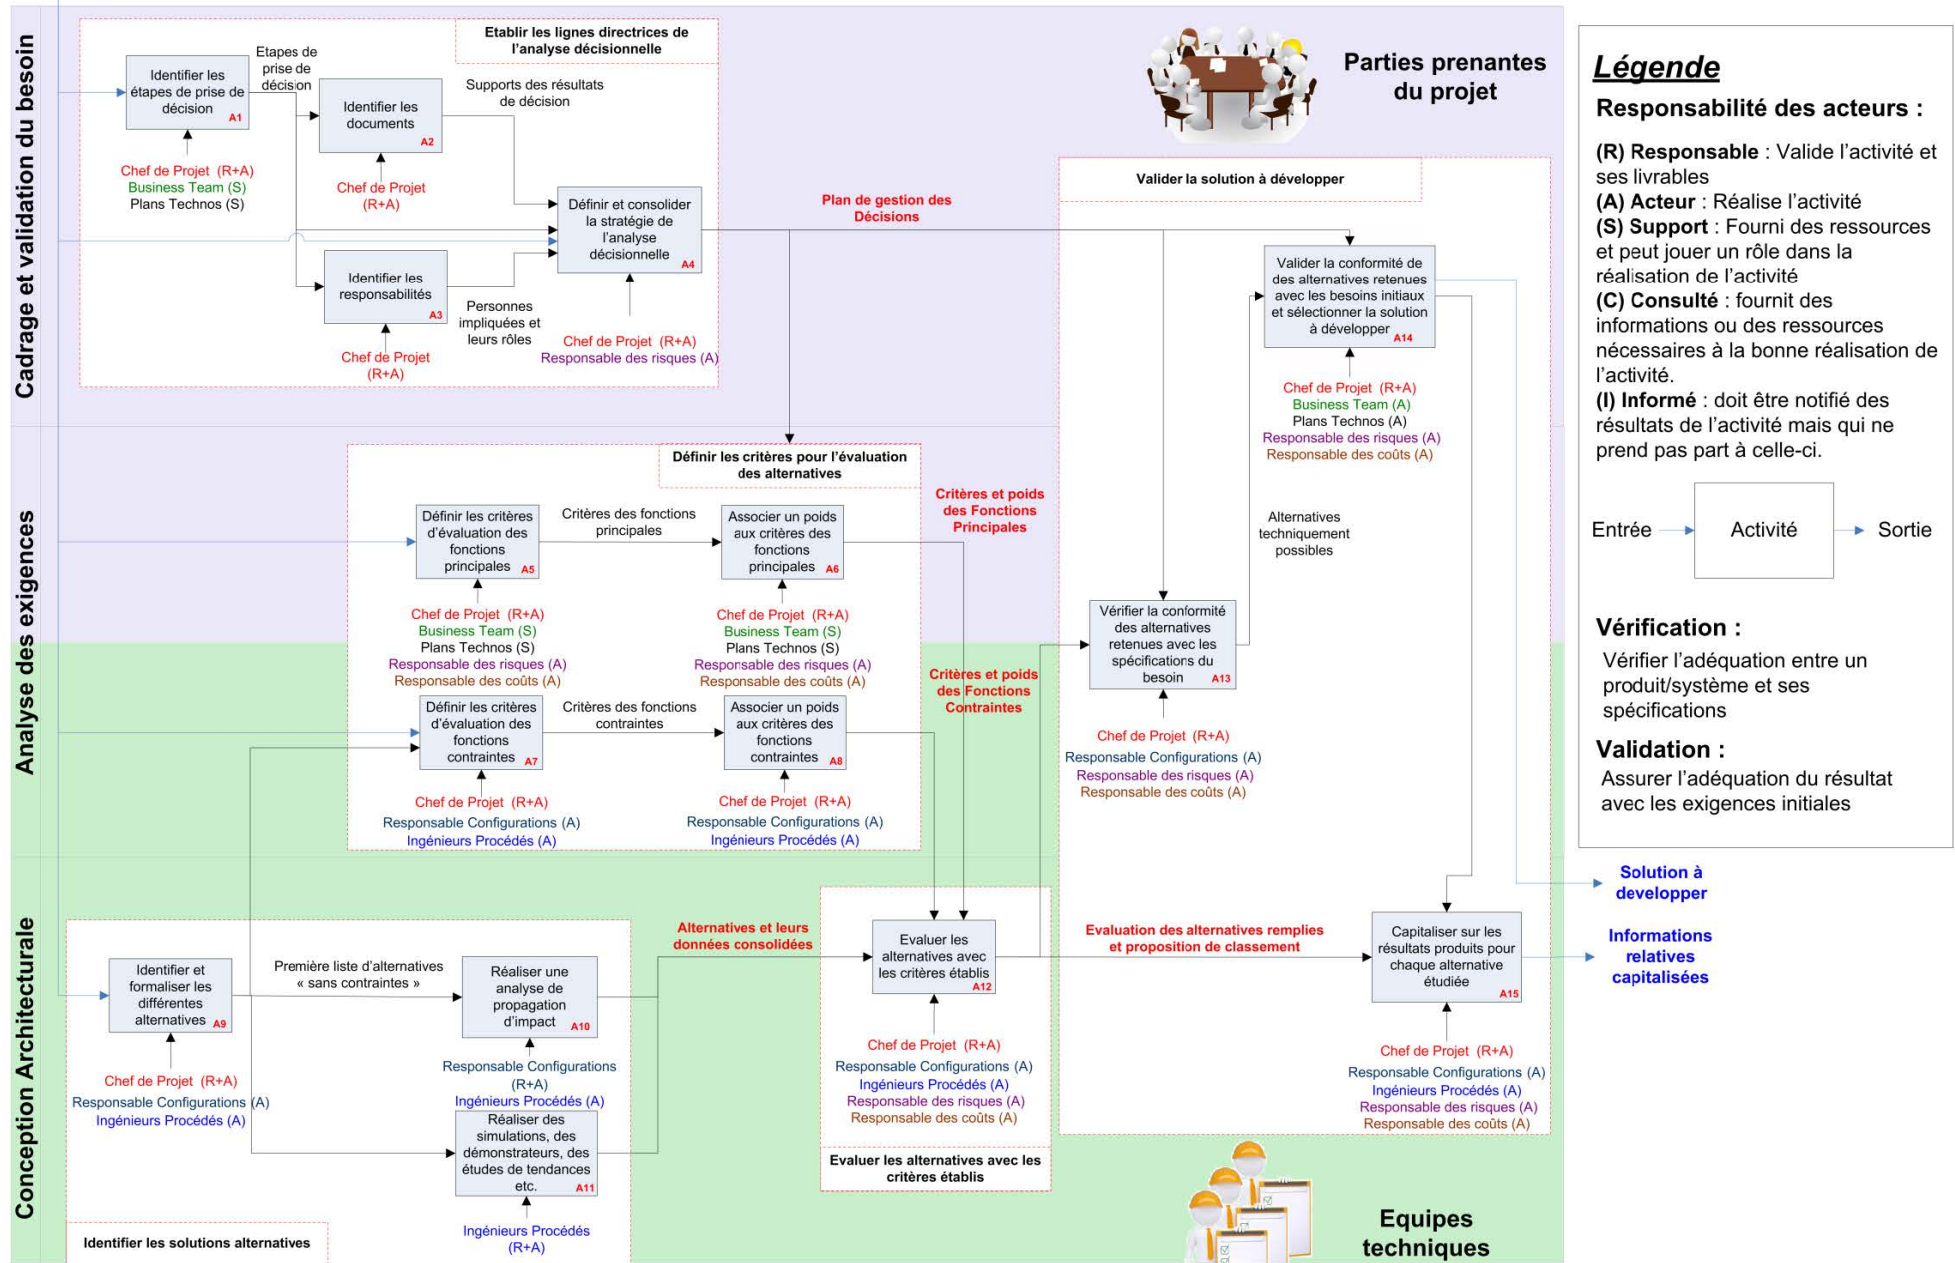 Cadrage et validation du besoin
Etablir les lignes directrices de
l'analyse décisionnelle
Identifier les
étapes de prise de
décision
A1
Chef de Projet (R+A)
Business Team (S)
Plans Technos (S)
Etapes de
prise de
décision
Identifier les
documents
A2
Chef de Projet
(R+A)
Supports des résultats
de décision
Identifier les
responsabilités
A3
Chef de Projet
(R+A)
Personnes
impliquées et
leurs rôles
Définir et consolider
la stratégie de
l'analyse
décisionnelle
A4
Chef de Projet (R+A)
Responsable des risques (A)
Plan de gestion des
Décisions
Parties prenantes
du projet
Valider la solution à développer
Valider la conformité de
des alternatives retenues
avec les besoins initiaux
et sélectionner la solution
à développer
A14
Chef de Projet (R+A)
Business Team (A)
Plans Technos (A)
Responsable des risques (A)
Responsable des coûts (A)
Alternatives
techniquement
possibles
Vérifier la conformité
des alternatives
retenues avec les
spécifications du
besoin
A13
Chef de Projet (R+A)
Responsable Configurations (A)
Responsable des risques (A)
Responsable des coûts (A)
Analyse des exigences
Définir les critères pour l'évaluation
des alternatives
Définir les critères
d'évaluation des
fonctions
principales
A5
Chef de Projet (R+A)
Business Team (S)
Plans Technos (S)
Responsable des risques (A)
Responsable des coûts (A)
Critères des fonctions
principales
Associer un poids
aux critères des
fonctions
principales
A6
Chef de Projet (R+A)
Business Team (S)
Plans Technos (S)
Responsable des risques (A)
Responsable des coûts (A)
Critères et poids
des Fonctions
Principales
Définir les critères
d'évaluation des
fonctions
contraintes
A7
Chef de Projet (R+A)
Responsable Configurations (A)
Ingénieurs Procédés (A)
Critères des fonctions
contraintes
Associer un poids
aux critères des
fonctions
contraintes
A8
Chef de Projet (R+A)
Responsable Configurations (A)
Ingénieurs Procédés (A)
Critères et poids
des Fonctions
Contraintes
Conception Architecturale
Identifier et
formaliser les
différentes
alternatives
A9
Chef de Projet (R+A)
Responsable Configurations (A)
Ingénieurs Procédés (A)
Première liste d'alternatives
« sans contraintes »
Réaliser une
analyse de
propagation
d'impact
A10
Responsable Configurations
(R+A)
Ingénieurs Procédés (A)
Réaliser des
simulations, des
démonstrateurs, des
études de tendances
etc.
A11
Ingénieurs Procédés
(R+A)
Identifier les solutions alternatives
Alternatives et leurs
données consolidées
Evaluer les
alternatives avec
les critères établis
A12
Chef de Projet (R+A)
Responsable Configurations (A)
Ingénieurs Procédés (A)
Responsable des risques (A)
Responsable des coûts (A)
Evaluer les alternatives avec les
critères établis
Evaluation des alternatives remplies
et proposition de classement
Capitaliser sur les
résultats produits pour
chaque alternative
étudiée
A15
Chef de Projet (R+A)
Responsable Configurations (A)
Ingénieurs Procédés (A)
Responsable des risques (A)
Responsable des coûts (A)
Equipes
techniques
Légende
Responsabilité des acteurs :
(R) Responsable : Valide l'activité et
ses livrables
(A) Acteur : Réalise l'activité
(S) Support : Fourni des ressources
et peut jouer un rôle dans la
réalisation de l'activité
(C) Consulté : fournit des
informations ou des ressources
nécessaires à la bonne réalisation de
l'activité.
(I) Informé : doit être notifié des
résultats de l'activité mais qui ne
prend pas part à celle-ci.
Entrée
Activité
Sortie
Vérification :
Vérifier l'adéquation entre un
produit/système et ses
spécifications
Validation :
Assurer l'adéquation du résultat
avec les exigences initiales
Solution à
developper
Informations
relatives
capitalisées